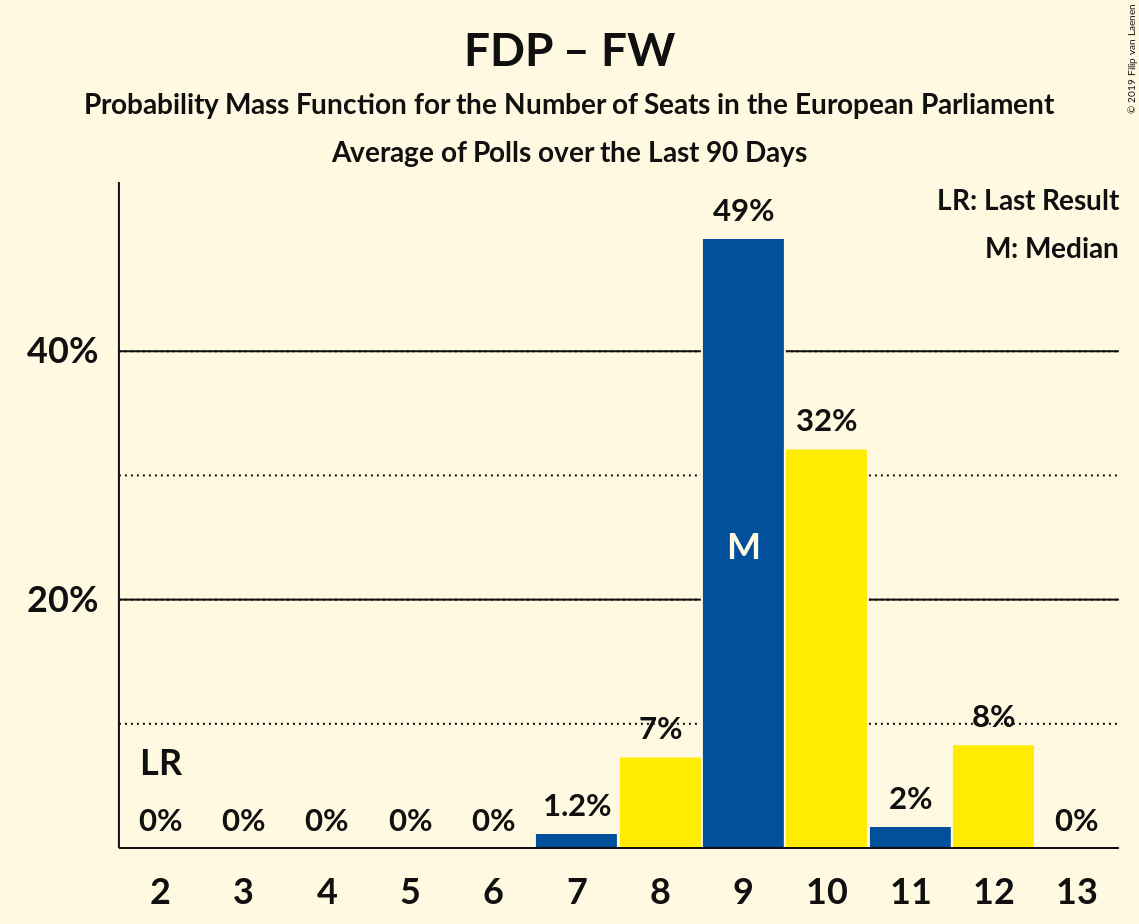 FDP – FW
Probability Mass Function for the Number of Seats in the European Parliament
Average of Polls over the Last 90 Days
© 2019 Filip van Laenen
LR: Last Result
M: Median
49%
40%
32%
M
20%
8%
7%
LR
2%
1.2%
0% 0% 0% 0% 0% 0%
2 3 4 5 6 7 8 9 10 11 12 13